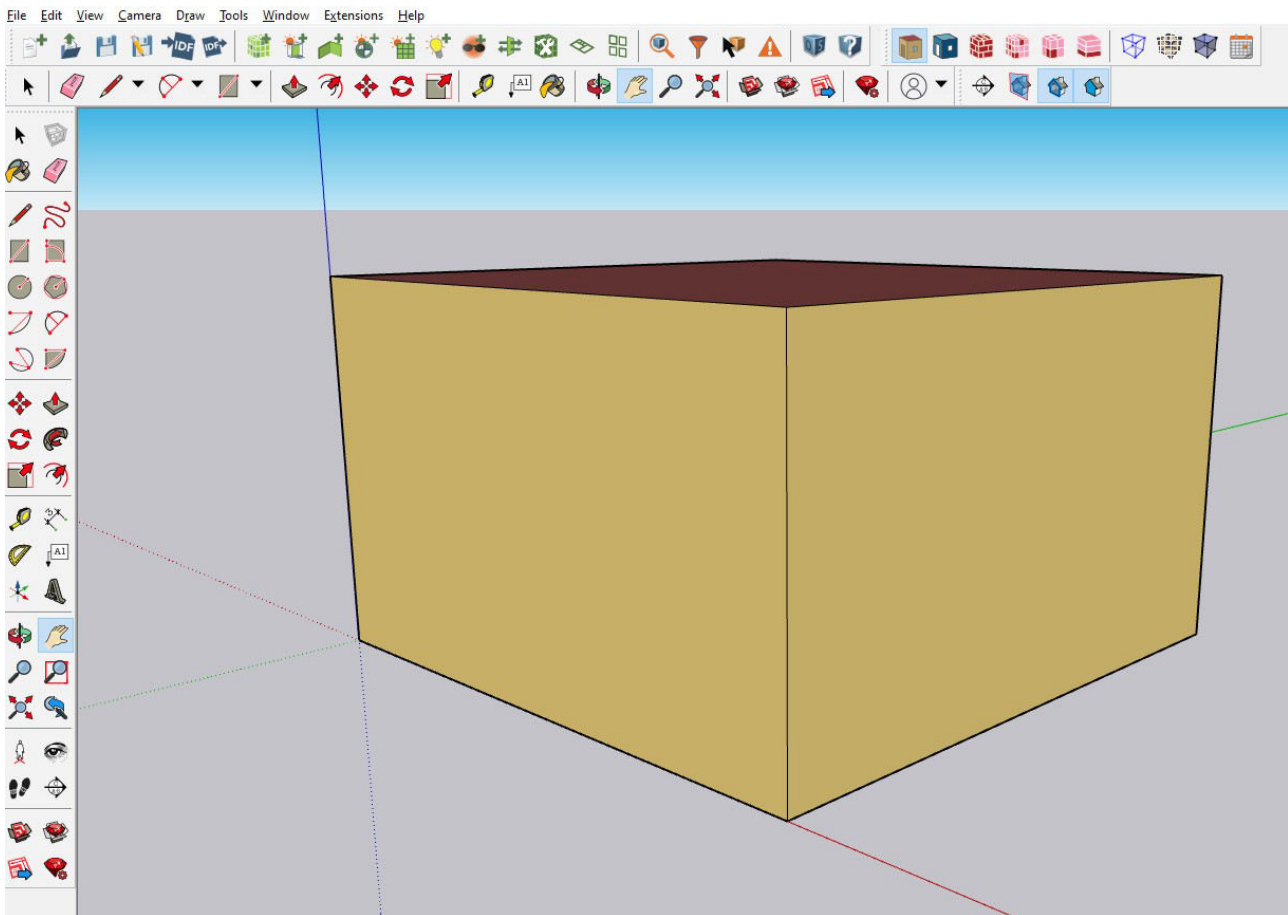 File Edit View Camera Draw Tools Window Extensions Help
IDF IDF
A1
A1